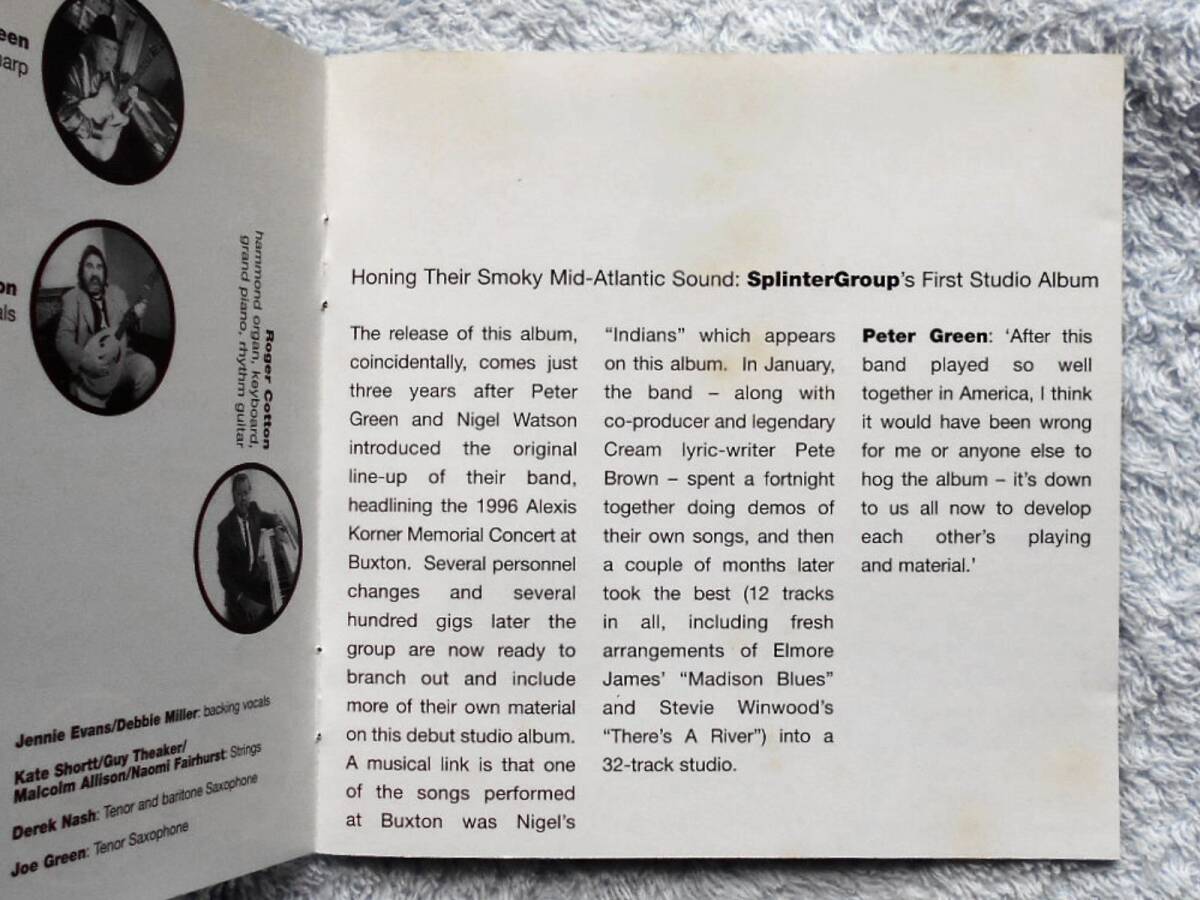 een
arp
on
als
Roger Cotton
hammond organ, keyboard,
grand piano, rhythm guitar
Jennie Evans/Debbie Miller: backing vocals
Kate Shortt/Guy Theaker/
Malcolm Allison/Naomi Fairhurst: Strings
Derek Nash: Tenor and baritone Saxophone
Joe Green: Tenor Saxophone
Honing Their Smoky Mid-Atlantic Sound: SplinterGroup's First Studio Album
The release of this album,
coincidentally, comes just
three years after Peter
Green and Nigel Watson
introduced the original
line-up of their band,
headlining the 1996 Alexis
Korner Memorial Concert at
Buxton. Several personnel
changes and several
hundred gigs later the
group are now ready to
branch out and include
more of their own material
on this debut studio album.
A musical link is that one
of the songs performed
at Buxton was Nigel's
“Indians” which appears
on this album. In January,
the band – along with
co-producer and legendary
Cream lyric-writer Pete
Brown – spent a fortnight
together doing demos of
their own songs, and then
a couple of months later
took the best (12 tracks
in all, including fresh
arrangements of Elmore
James' “Madison Blues”
and Stevie Winwood's
“There's A River”) into a
32-track studio.
Peter Green: ‘After this
band played so well
together in America, I think
it would have been wrong
for me or anyone else to
hog the album – it's down
to us all now to develop
each other's playing
and material.’